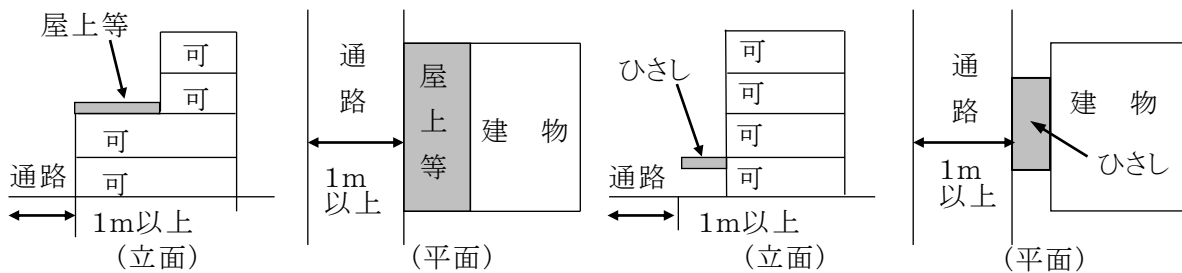 屋上等
可
可
可
可
通路
1m以上
(立面)
通路
屋上等
建 物
1m
以上
(平面)
ひさし
可
可
可
可
通路
1m以上
(立面)
通路
建 物
ひさし
1m
以上
(平面)